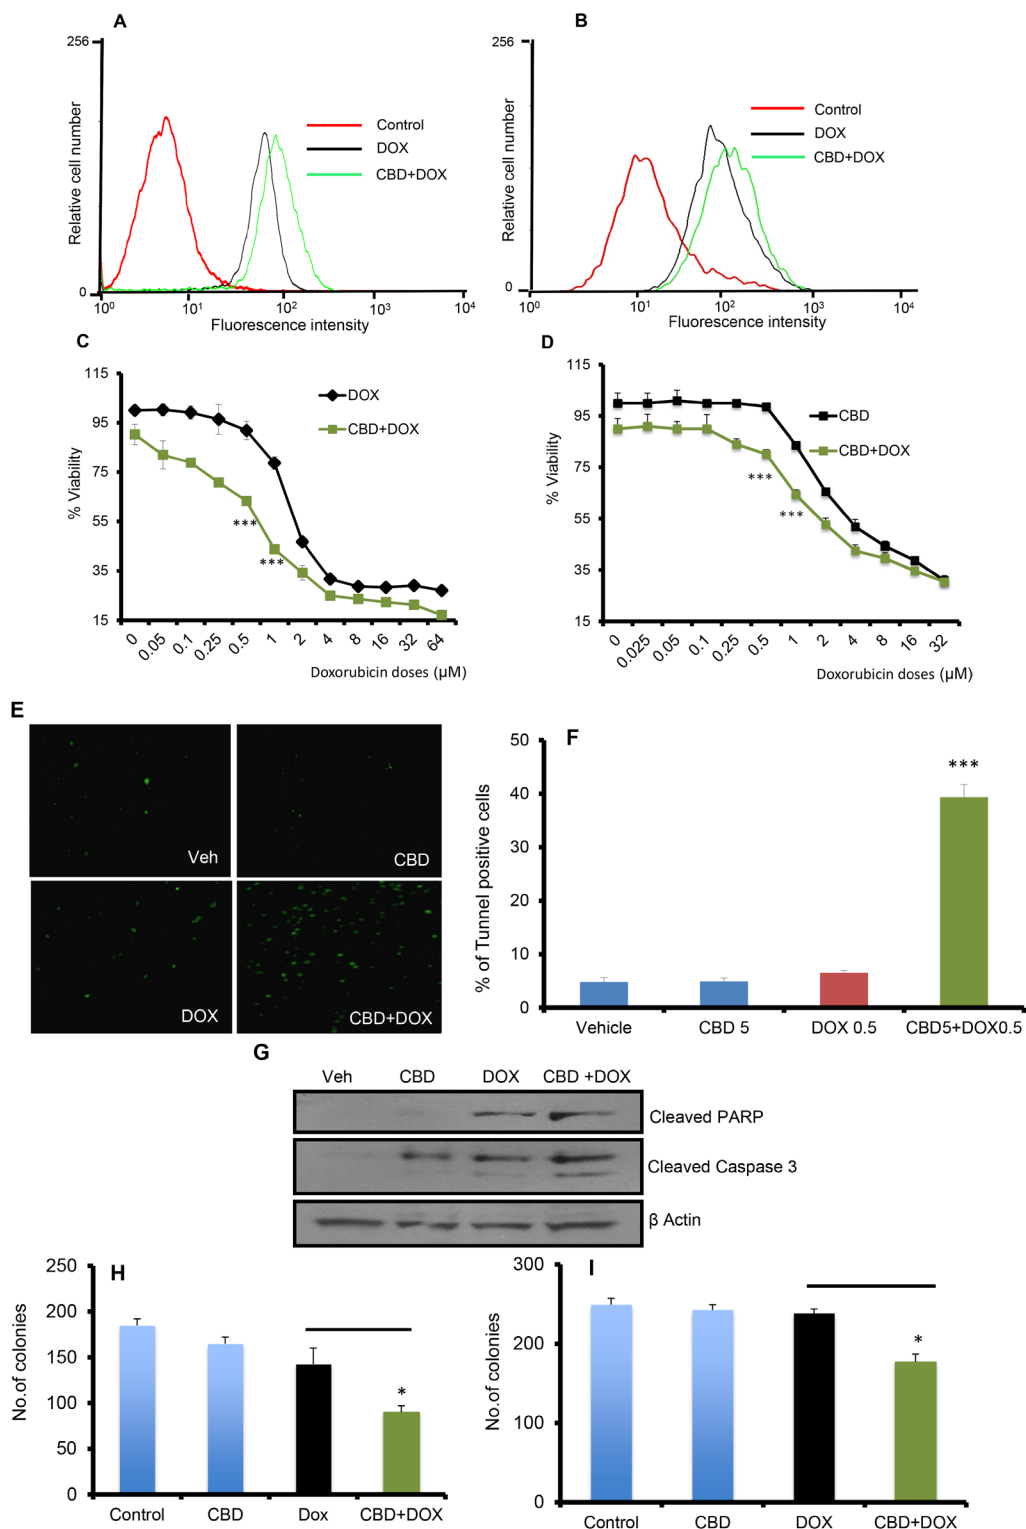 A
256
Relative cell number
Control
DOX
CBD+DOX
0
10⁰ 10¹ 10² 10³ 10⁴
Fluorescence intensity
B
256
Relative cell number
Control
DOX
CBD+DOX
0
10⁰ 10¹ 10² 10³ 10⁴
Fluorescence intensity
C
115
95
75
55
35
15
% Viability
DOX
CBD+DOX
***
***
0 0.05 0.1 0.25 0.5 1 2 4 8 16 32 64
Doxorubicin doses (µM)
D
115
95
75
55
35
15
% Viability
CBD
CBD+DOX
***
***
0 0.025 0.05 0.1 0.25 0.5 1 2 4 8 16 32
Doxorubicin doses (µM)
E
Veh
CBD
DOX
CBD+DOX
F
50
40
30
20
10
0
% of Tunnel positive cells
***
Vehicle CBD 5 DOX 0.5 CBD5+DOX0.5
G
Veh CBD DOX CBD +DOX
Cleaved PARP
Cleaved Caspase 3
β Actin
H
250
200
150
100
50
0
No.of colonies
*
Control CBD Dox CBD+DOX
I
300
200
100
0
No.of colonies
*
Control CBD DOX CBD+DOX